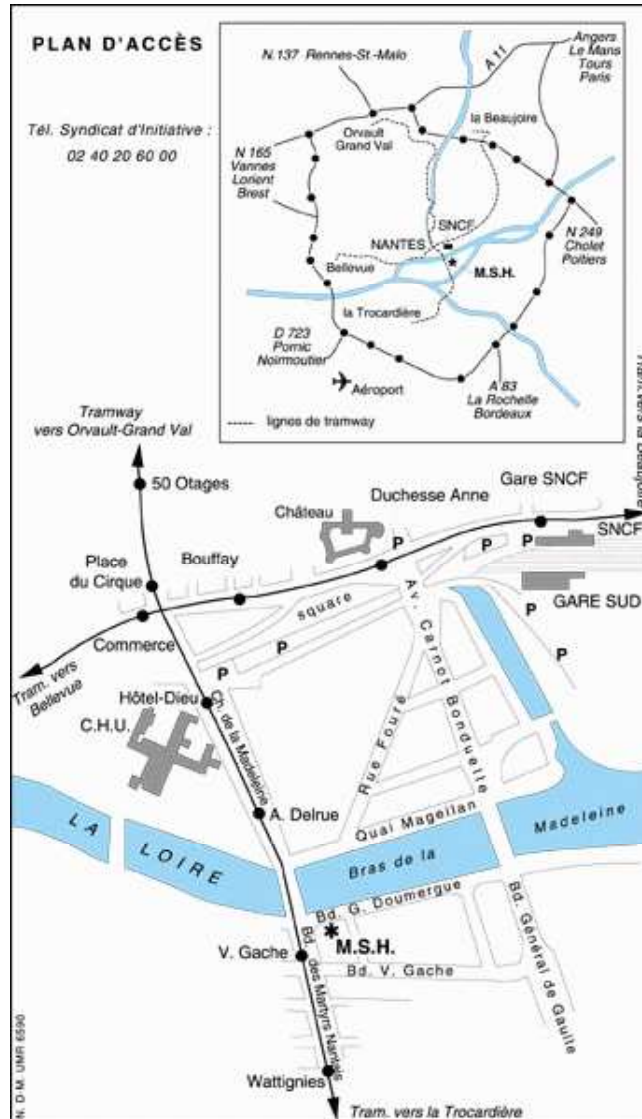 PLAN D'ACCÈS
Tél. Syndicat d'Initiative :
02 40 20 60 00
N.137 Rennes-St.-Malo
A 11
Angers
Le Mans
Tours
Paris
la Beaujoire
Orvault
Grand Val
N 165
Vannes
Lorient
Brest
SNCF
NANTES
M.S.H.
N 249
Cholet
Poitiers
Bellevue
la Trocardière
D 723
Pornic
Noirmoutier
Aéroport
A 83
La Rochelle
Bordeaux
lignes de tramway
Tram. vers la Beaujoire
Tramway
vers Orvault-Grand Val
50 Otages
Gare SNCF
Duchesse Anne
Château
SNCF
P
P
P
Place
du Cirque
Bouffay
square
GARE SUD
P
P
Commerce
P
P
Tram. vers
Bellevue
Av. Carnot Bonduelle
Hôtel-Dieu
C.H.U.
Ch. de la Madeleine
Rue Fouré
A. Delrue
Quai Magellan
LA LOIRE
Bras de la Madeleine
Bd. G. Doumergue
M.S.H.
V. Gache
Bd. V. Gache
Bd. des Martyrs Nantais
Bd. Général de Gaulle
Wattignies
Tram. vers la Trocardière
N. D-M. UMR 6590